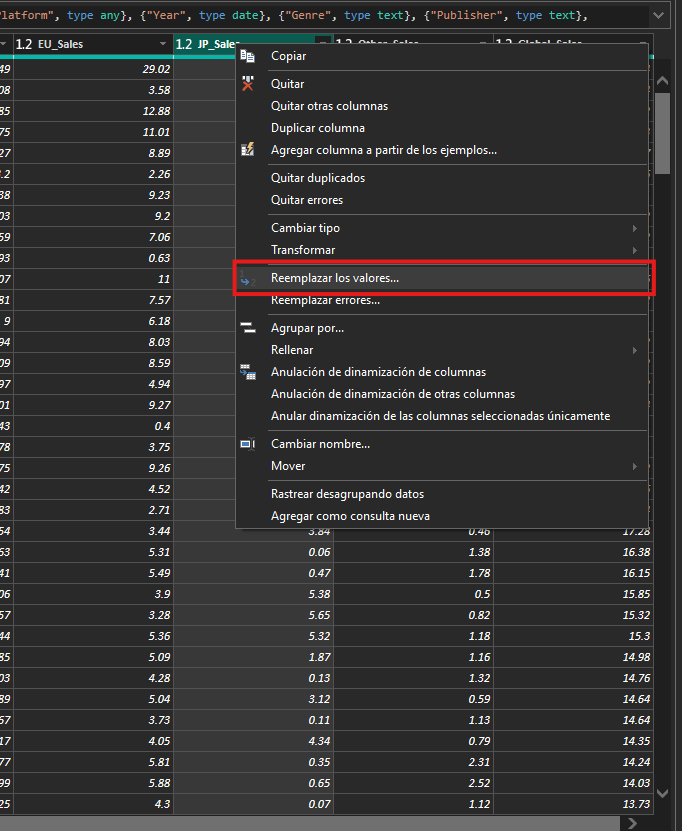 latform", type any}, {"Year", type date}, {"Genre", type text}, {"Publisher", type text},
1.2 EU_Sales 1.2 JP_Sales 1.2 Other_Sales 1.2 Global_Sales
49 29.02
08 3.58
85 12.88
75 11.01
27 8.89
.2 2.26
38 9.23
03 9.2
59 7.06
93 0.63
07 11
81 7.57
9 6.18
94 8.03
09 8.59
97 4.94
01 9.27
43 0.4
78 3.75
75 9.26
42 4.52
83 2.71
Copiar
Quitar
Quitar otras columnas
Duplicar columna
Agregar columna a partir de los ejemplos...
Quitar duplicados
Quitar errores
Cambiar tipo
Transformar
Reemplazar los valores...
Reemplazar errores...
Agrupar por...
Rellenar
Anulación de dinamización de columnas
Anulación de dinamización de otras columnas
Anular dinamización de las columnas seleccionadas únicamente
Cambiar nombre...
Mover
Rastrear desagrupando datos
Agregar como consulta nueva
54 3.44 3.84 0.46 17.28
53 5.31 0.06 1.38 16.38
41 5.49 0.47 1.78 16.15
06 3.9 5.38 0.5 15.85
57 3.28 5.65 0.82 15.32
44 5.36 5.32 1.18 15.3
85 5.09 1.87 1.16 14.98
03 4.28 0.13 1.32 14.76
89 5.04 3.12 0.59 14.64
67 3.73 0.11 1.13 14.64
17 4.05 4.34 0.79 14.35
77 5.81 0.35 2.31 14.24
99 5.88 0.65 2.52 14.03
25 4.3 0.07 1.12 13.73